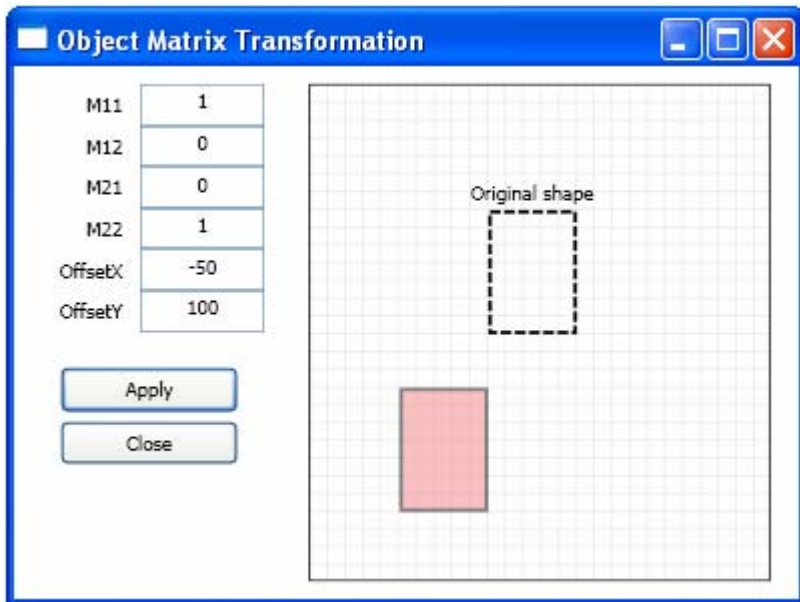 Object Matrix Transformation
M11 1
M12 0
M21 0
M22 1
OffsetX -50
OffsetY 100
Apply
Close
Original shape